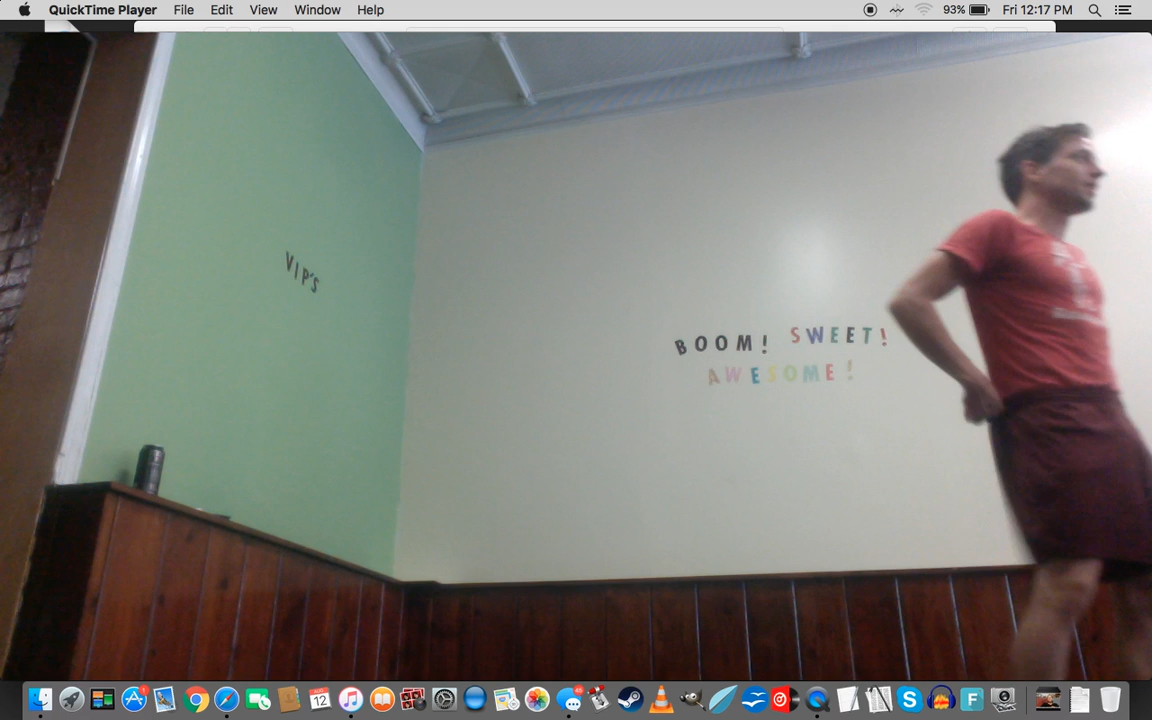 QuickTime Player File Edit View Window Help 93% Fri 12:17 PM
VIP'S
BOOM! SWEET!
AWESOME!
12